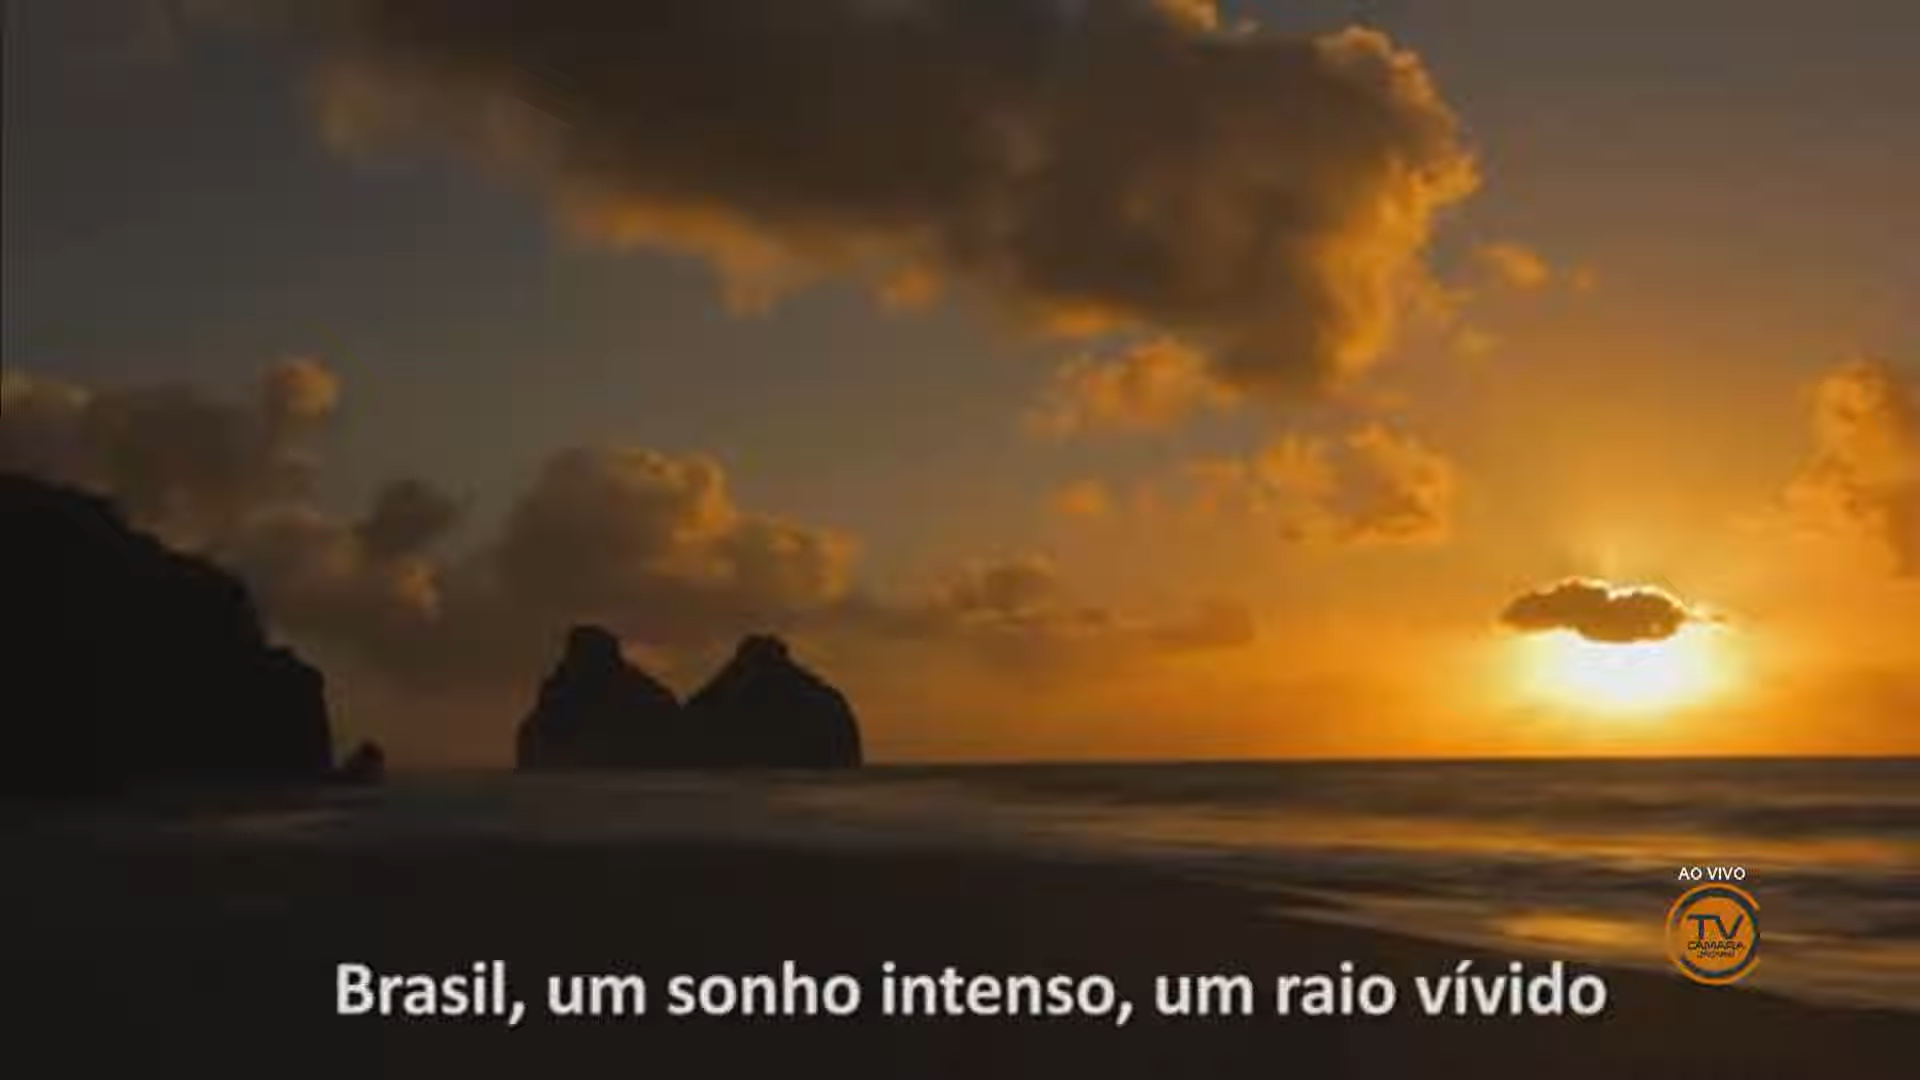 AO VIVO
TV
CÂMARA
Brasil, um sonho intenso, um raio vívido